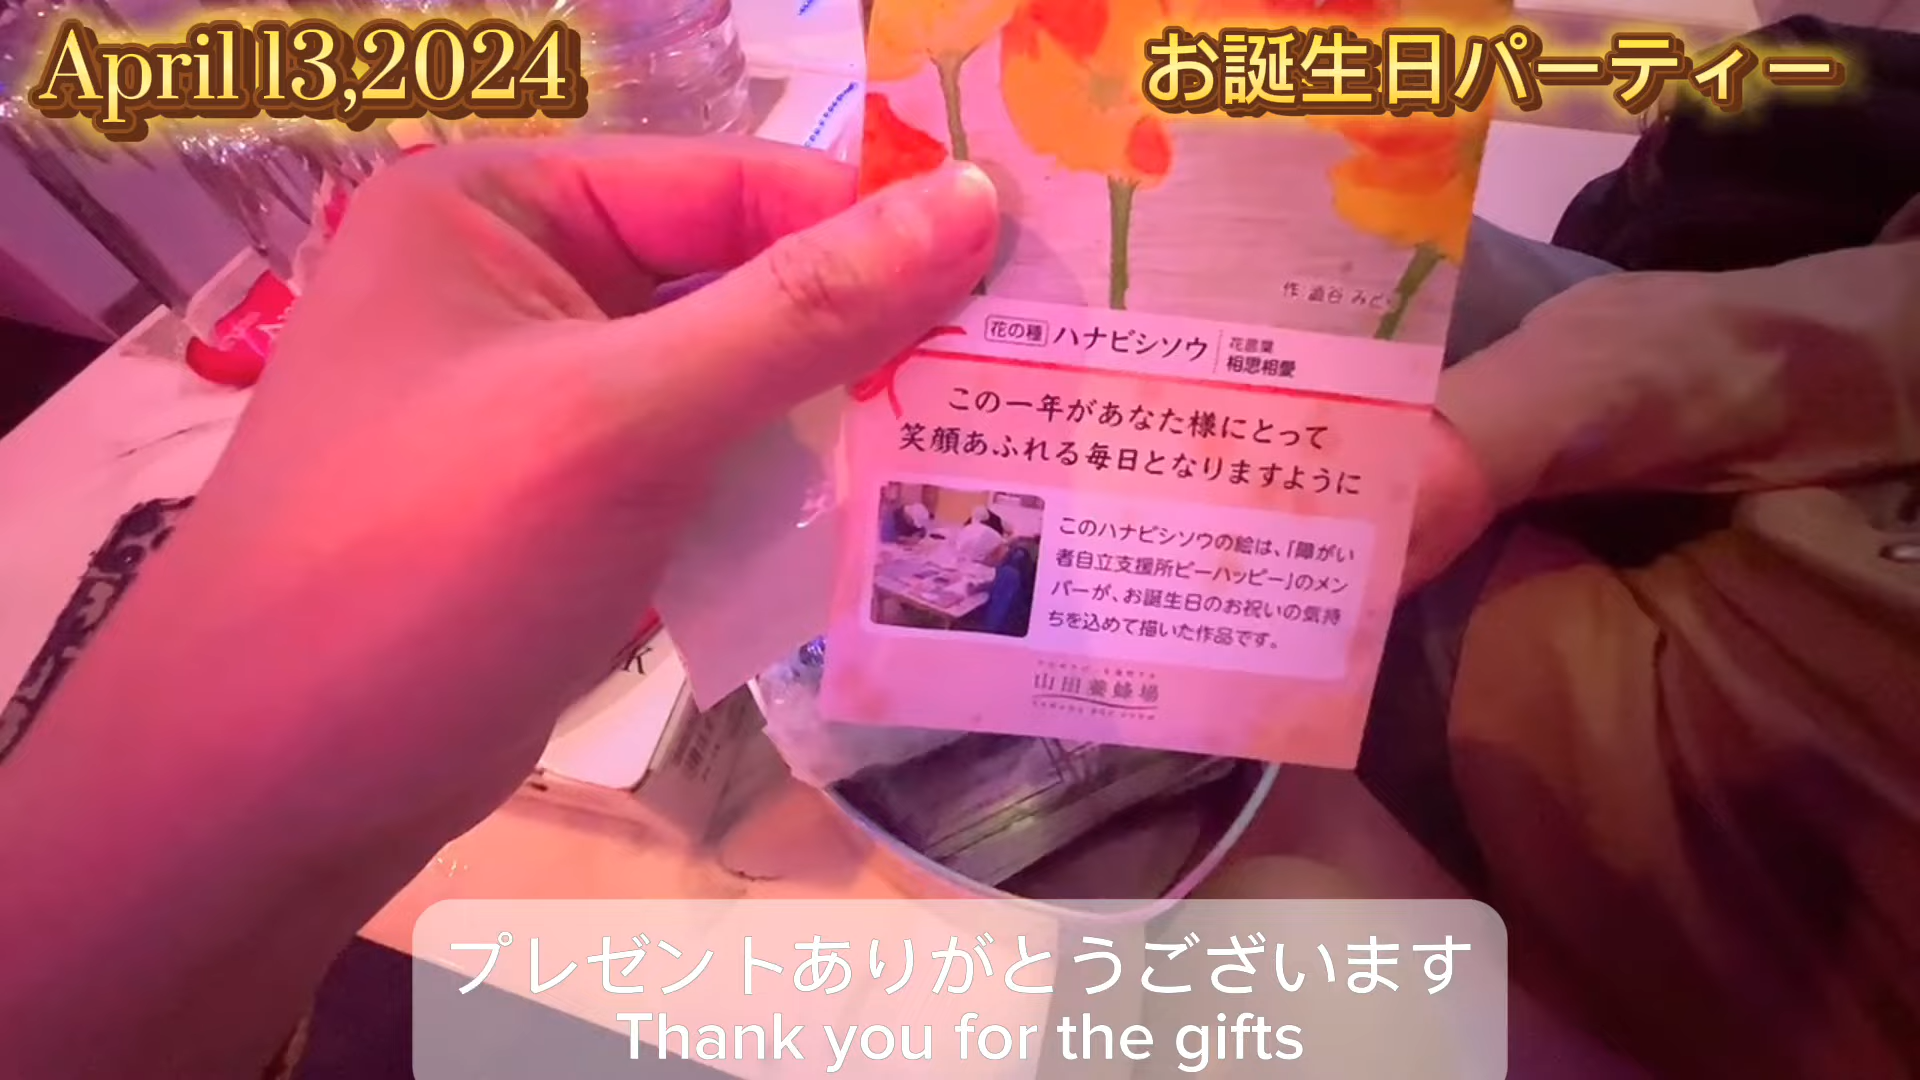 April 13,2024
お誕生日パーティー
作:澁谷 みどり
花の種 ハナビシソウ
花言葉
相思相愛
この一年があなた様にとって
笑顔あふれる毎日となりますように
このハナビシソウの絵は、「障がい
者自立支援所ビーハッピー」のメン
バーが、お誕生日のお祝いの気持
ちを込めて描いた作品です。
山田養蜂場
プレゼントありがとうございます
Thank you for the gifts